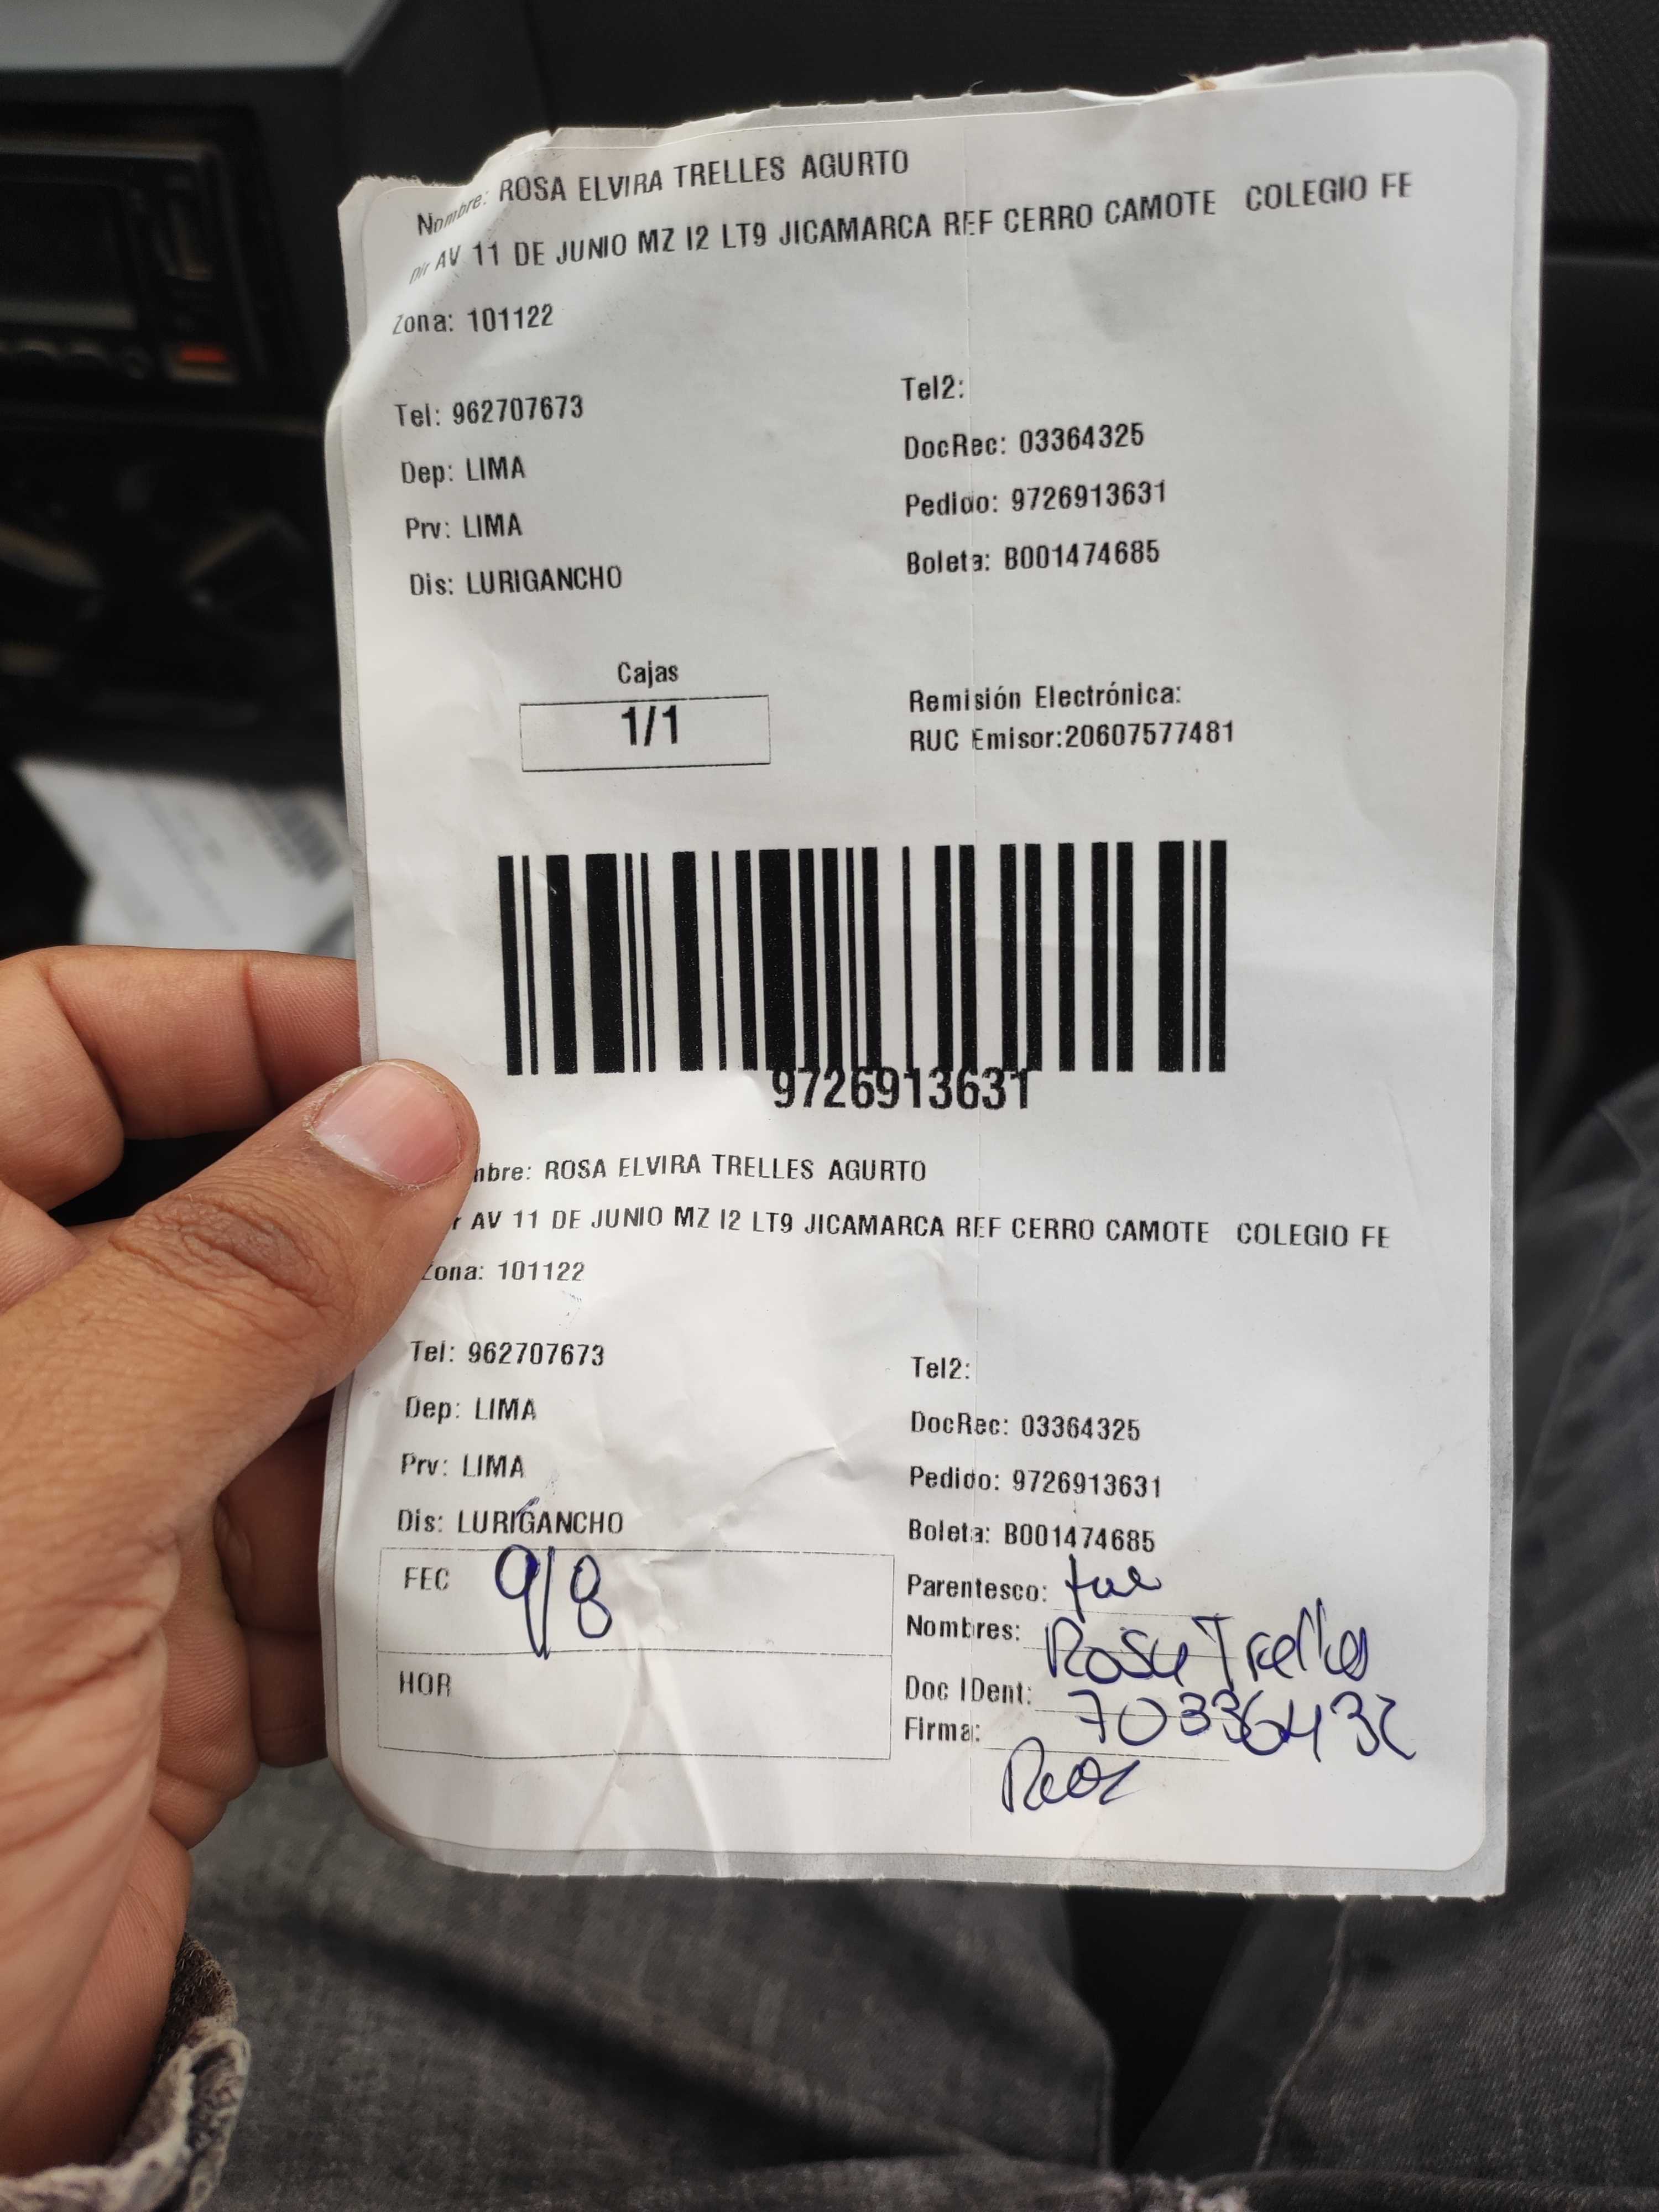 Nombre: ROSA ELVIRA TRELLES AGURTO
Dir AV 11 DE JUNIO MZ I2 LT9 JICAMARCA REF CERRO CAMOTE COLEGIO FE
Zona: 101122
Tel: 962707673
Tel2:
Dep: LIMA
DocRec: 03364325
Prv: LIMA
Pedido: 9726913631
Dis: LURIGANCHO
Boleta: B001474685
Cajas
1/1
Remisión Electrónica:
RUC Emisor:20607577481
9726913631
mbre: ROSA ELVIRA TRELLES AGURTO
r AV 11 DE JUNIO MZ I2 LT9 JICAMARCA REF CERRO CAMOTE COLEGIO FE
Zona: 101122
Tel: 962707673
Tel2:
Dep: LIMA
DocRec: 03364325
Prv: LIMA
Pedido: 9726913631
Dis: LURIGANCHO
Boleta: B001474685
FEC 9/8
Parentesco:
Nombres: Rosa Trelles
HOR
Doc IDent: 70336432
Firma: